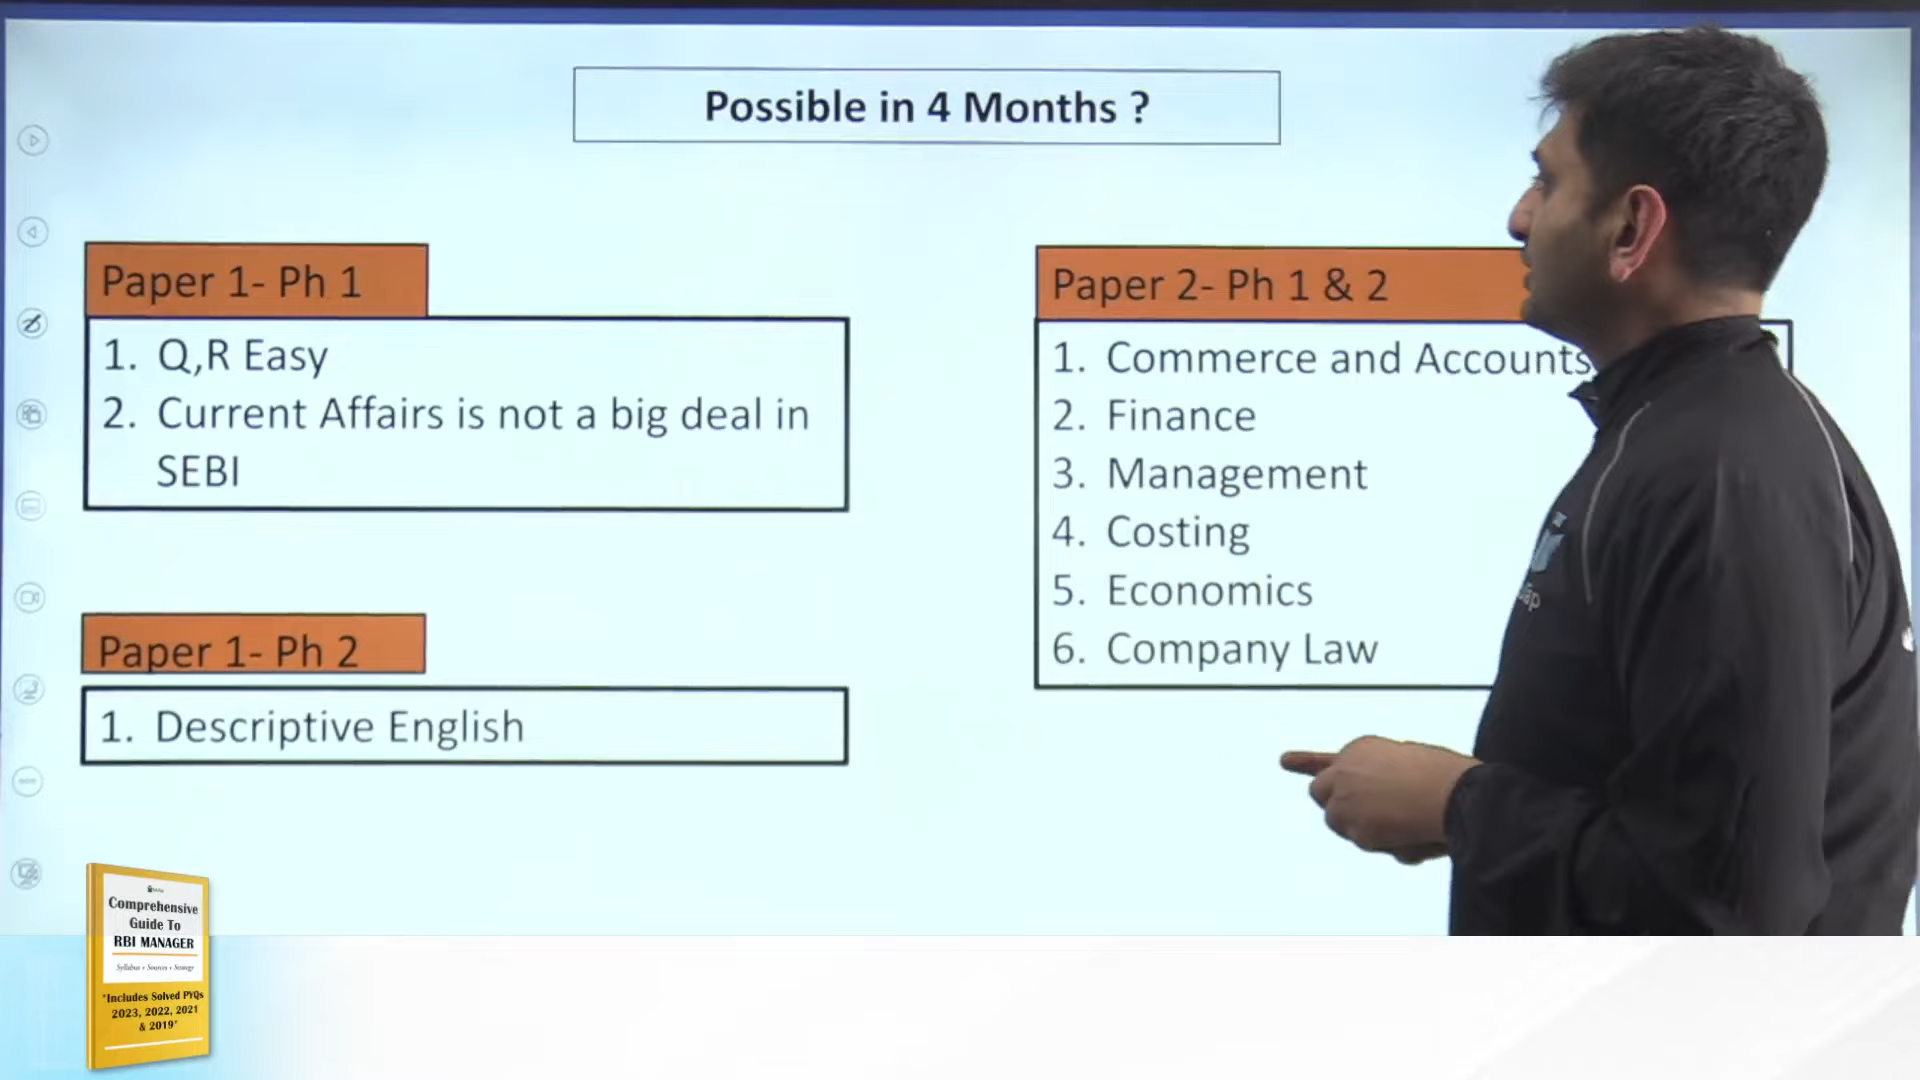 Possible in 4 Months ?
Paper 1- Ph 1
1. Q,R Easy
2. Current Affairs is not a big deal in
SEBI
Paper 1- Ph 2
1. Descriptive English
Paper 2- Ph 1 & 2
1. Commerce and Accounts
2. Finance
3. Management
4. Costing
5. Economics
6. Company Law
Comprehensive
Guide To
RBI MANAGER
Syllabus + Sources + Strategy
*Includes Solved PYQs
2023, 2022, 2021
& 2019*